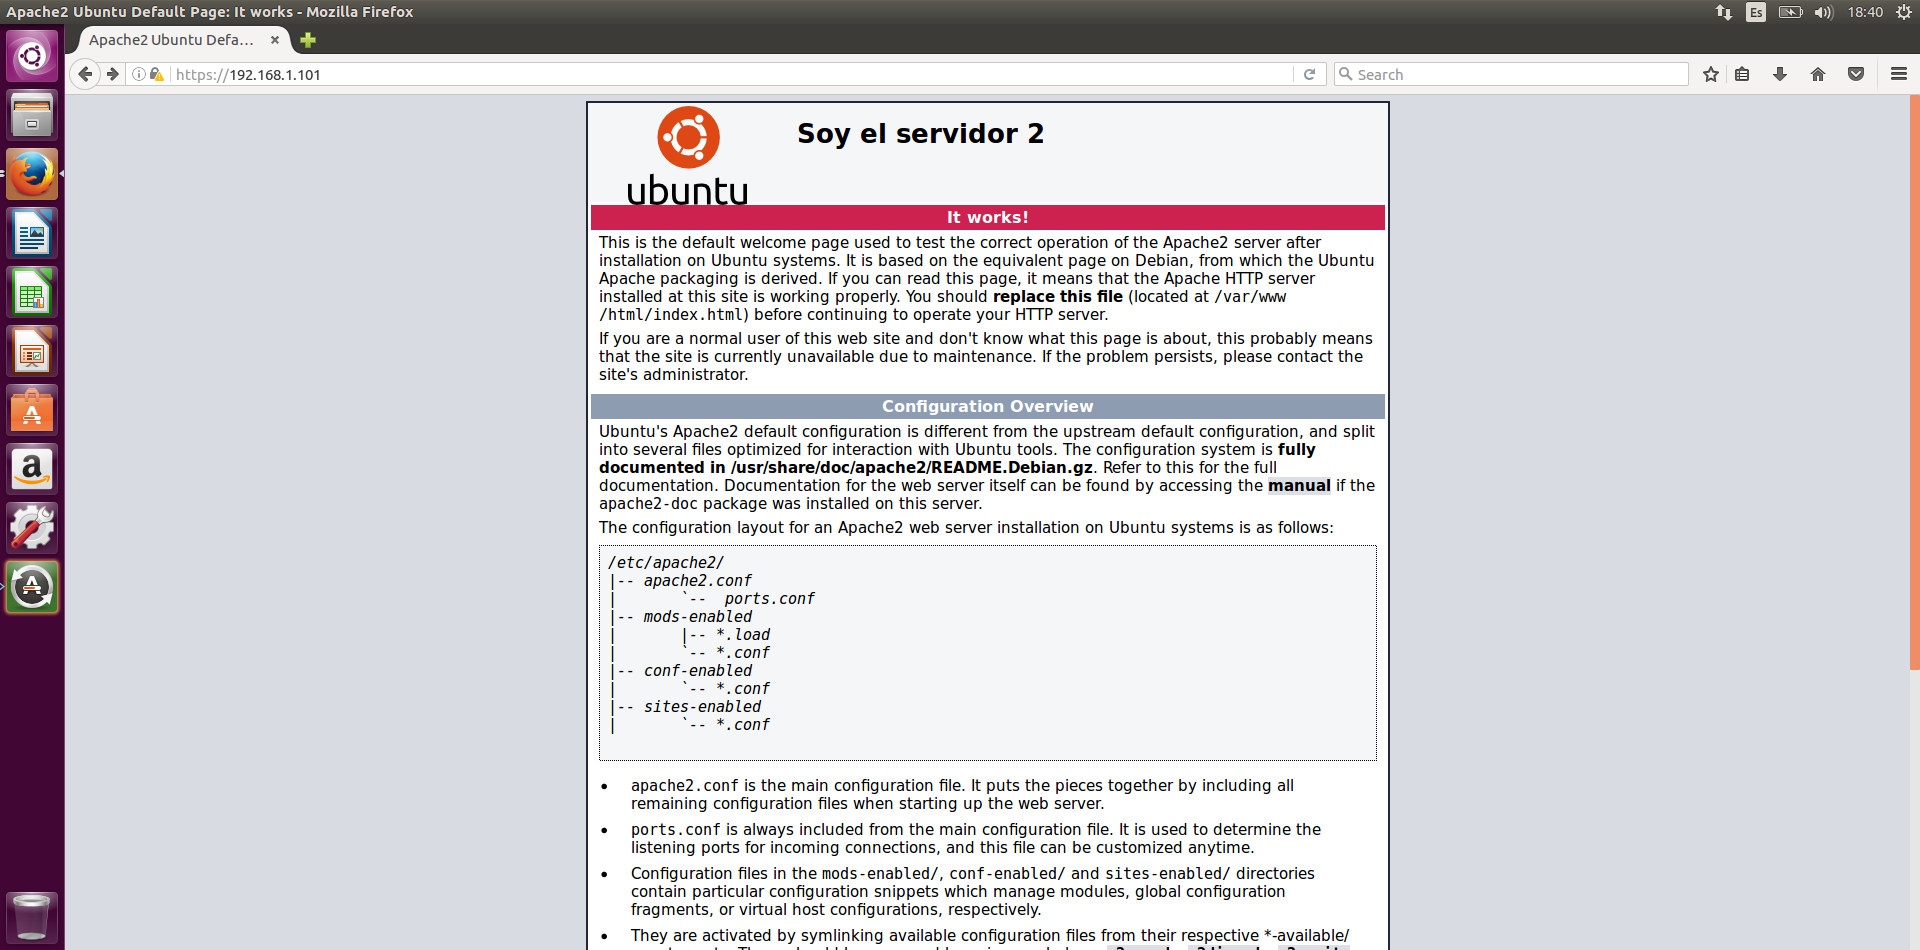 Apache2 Ubuntu Default Page: It works - Mozilla Firefox
Es
18:40
Apache2 Ubuntu Defa...
https://192.168.1.101
Search
Soy el servidor 2
ubuntu
It works!
This is the default welcome page used to test the correct operation of the Apache2 server after
installation on Ubuntu systems. It is based on the equivalent page on Debian, from which the Ubuntu
Apache packaging is derived. If you can read this page, it means that the Apache HTTP server
installed at this site is working properly. You should replace this file (located at /var/www
/html/index.html) before continuing to operate your HTTP server.
If you are a normal user of this web site and don't know what this page is about, this probably means
that the site is currently unavailable due to maintenance. If the problem persists, please contact the
site's administrator.
Configuration Overview
Ubuntu's Apache2 default configuration is different from the upstream default configuration, and split
into several files optimized for interaction with Ubuntu tools. The configuration system is fully
documented in /usr/share/doc/apache2/README.Debian.gz. Refer to this for the full
documentation. Documentation for the web server itself can be found by accessing the manual if the
apache2-doc package was installed on this server.
The configuration layout for an Apache2 web server installation on Ubuntu systems is as follows:
/etc/apache2/
|-- apache2.conf
|       `--  ports.conf
|-- mods-enabled
|       |-- *.load
|       `-- *.conf
|-- conf-enabled
|       `-- *.conf
|-- sites-enabled
|       `-- *.conf
• apache2.conf is the main configuration file. It puts the pieces together by including all
remaining configuration files when starting up the web server.
• ports.conf is always included from the main configuration file. It is used to determine the
listening ports for incoming connections, and this file can be customized anytime.
• Configuration files in the mods-enabled/, conf-enabled/ and sites-enabled/ directories
contain particular configuration snippets which manage modules, global configuration
fragments, or virtual host configurations, respectively.
• They are activated by symlinking available configuration files from their respective *-available/